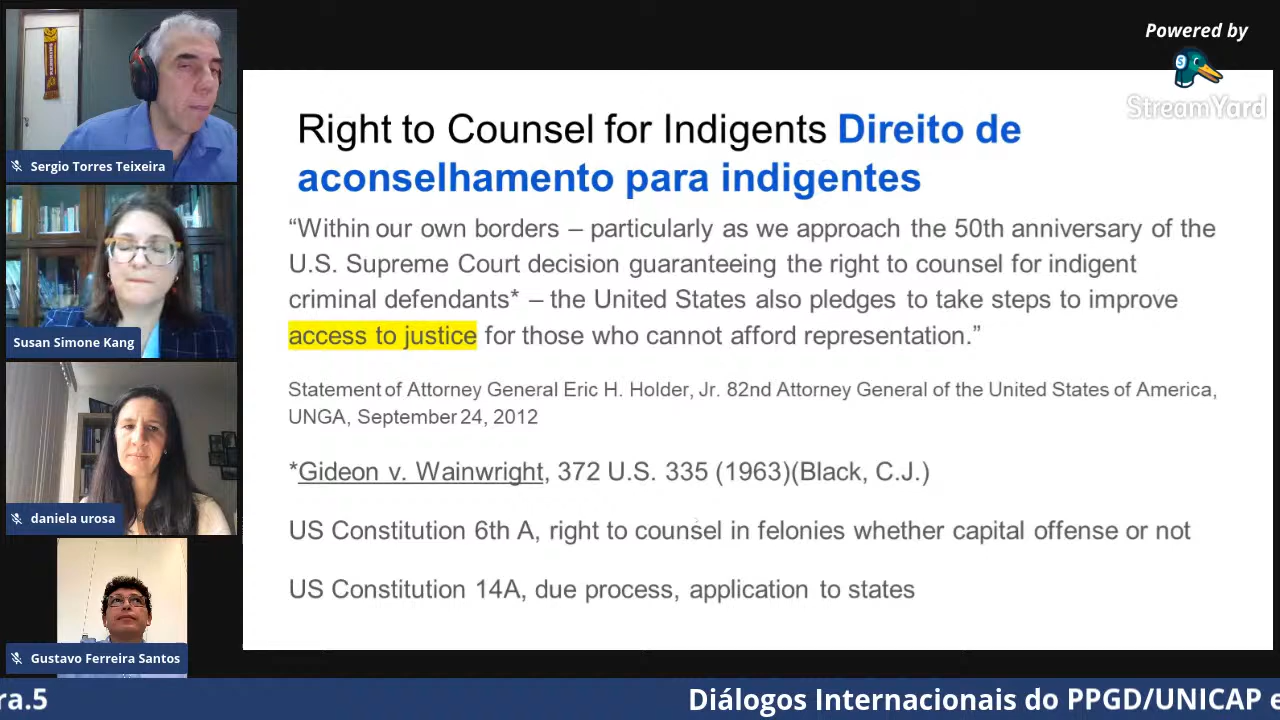 Powered by
StreamYard
Sergio Torres Teixeira
Susan Simone Kang
daniela urosa
Gustavo Ferreira Santos
Right to Counsel for Indigents Direito de
aconselhamento para indigentes
“Within our own borders – particularly as we approach the 50th anniversary of the
U.S. Supreme Court decision guaranteeing the right to counsel for indigent
criminal defendants* – the United States also pledges to take steps to improve
access to justice for those who cannot afford representation.”
Statement of Attorney General Eric H. Holder, Jr. 82nd Attorney General of the United States of America,
UNGA, September 24, 2012
*Gideon v. Wainwright, 372 U.S. 335 (1963)(Black, C.J.)
US Constitution 6th A, right to counsel in felonies whether capital offense or not
US Constitution 14A, due process, application to states
ra.5 Diálogos Internacionais do PPGD/UNICAP e